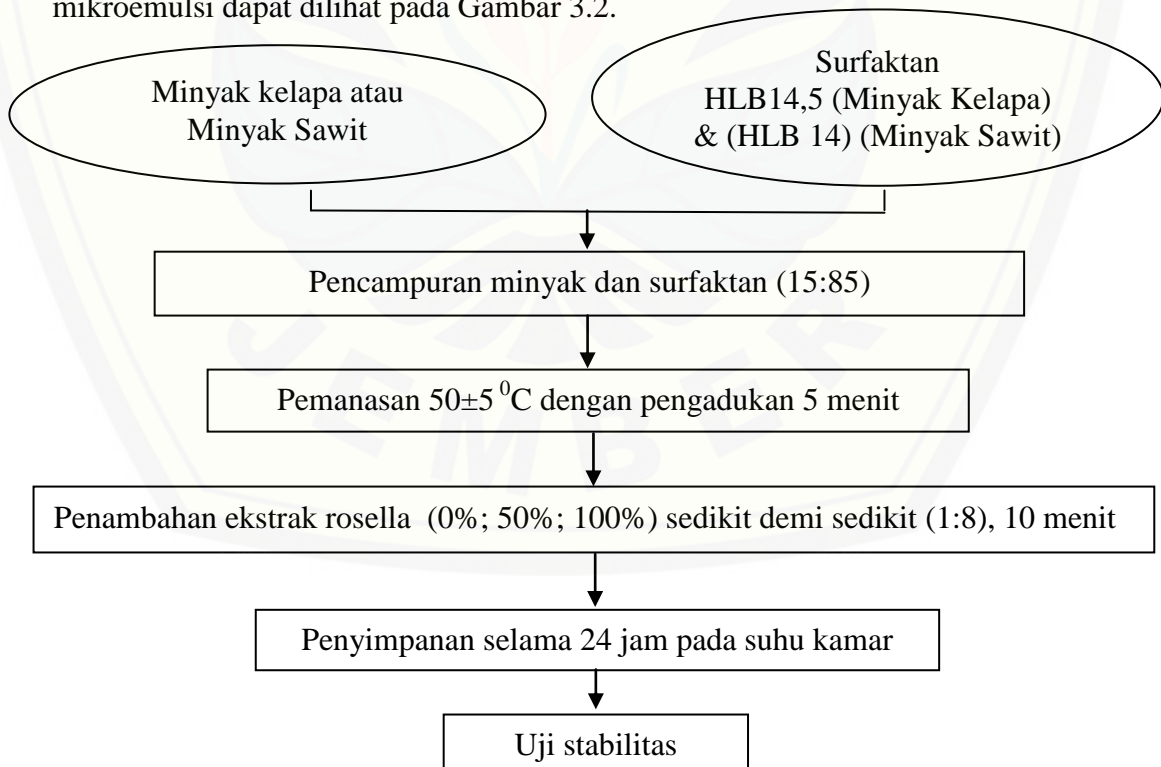 mikroemulsi dapat dilihat pada Gambar 3.2.
Minyak kelapa atau
Minyak Sawit
Surfaktan
HLB14,5 (Minyak Kelapa)
& (HLB 14) (Minyak Sawit)
Pencampuran minyak dan surfaktan (15:85)
Pemanasan 50±5 ⁰C dengan pengadukan 5 menit
Penambahan ekstrak rosella (0%; 50%; 100%) sedikit demi sedikit (1:8), 10 menit
Penyimpanan selama 24 jam pada suhu kamar
Uji stabilitas
JEMBER